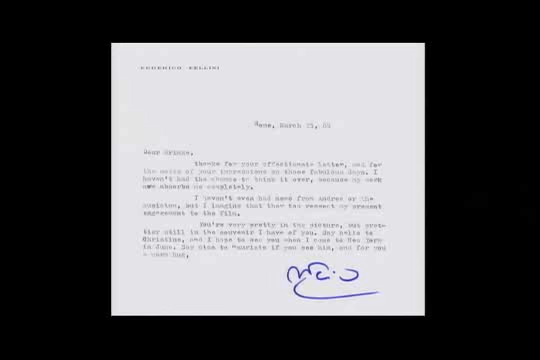 FEDERICO FELLINI
Rome, March 23, 65
Dear
thanks for your affectionate letter, and for
the of your impressions on those fabulous days. I
haven't had the chance to think it over, because my work
absorbs me completely.
I haven't even had news from Andrea or the
musician, but I imagine that they too respect my present
engagement to the film.
You're very pretty in the picture, but pret-
tier still in the souvenir I have of you. Say hello to
Christine, and I hope to see you when I come to New York
in June. Say ciao to if you see him, and for you
a warm hug,